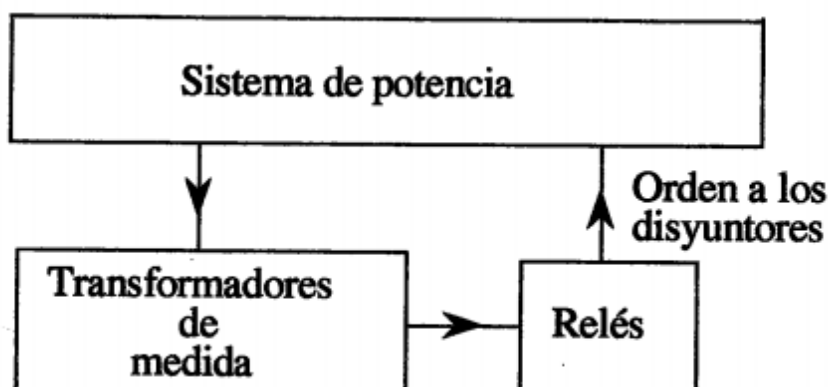 Sistema de potencia
Orden a los
disyuntores
Transformadores
de
medida
Relés